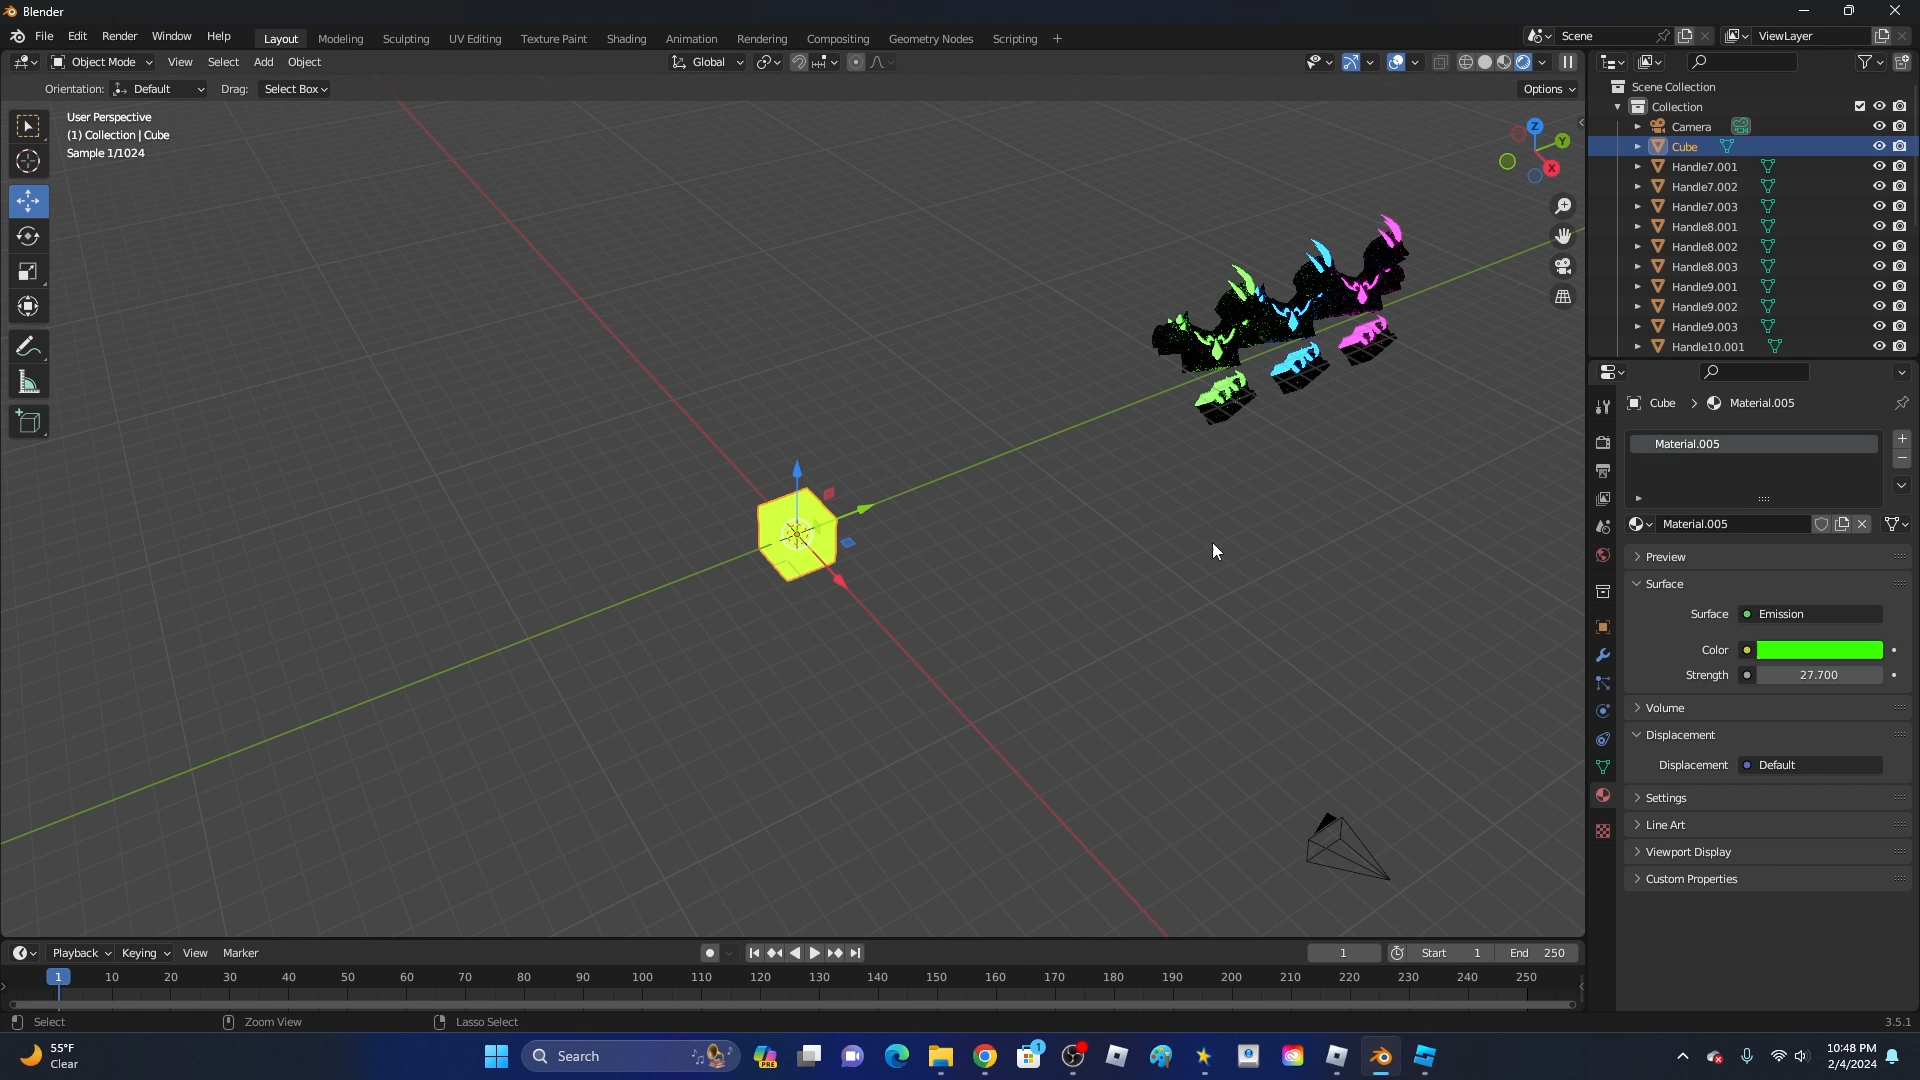 Blender
File Edit Render Window Help Layout Modeling Sculpting UV Editing Texture Paint Shading Animation Rendering Compositing Geometry Nodes Scripting + Scene ViewLayer
Object Mode View Select Add Object Global
Orientation: Default Drag: Select Box Options
User Perspective
(1) Collection | Cube
Sample 1/1024
Z
Y
X
Scene Collection
Collection
Camera
Cube
Handle7.001
Handle7.002
Handle7.003
Handle8.001
Handle8.002
Handle8.003
Handle9.001
Handle9.002
Handle9.003
Handle10.001
Cube > Material.005
Material.005
Material.005
Preview
Surface
Surface Emission
Color
Strength 27.700
Volume
Displacement
Displacement Default
Settings
Line Art
Viewport Display
Custom Properties
Playback Keying View Marker 1 Start 1 End 250
1 10 20 30 40 50 60 70 80 90 100 110 120 130 140 150 160 170 180 190 200 210 220 230 240 250
Select Zoom View Lasso Select 3.5.1
55°F
Clear
Search
PRE
1
10:48 PM
2/4/2024